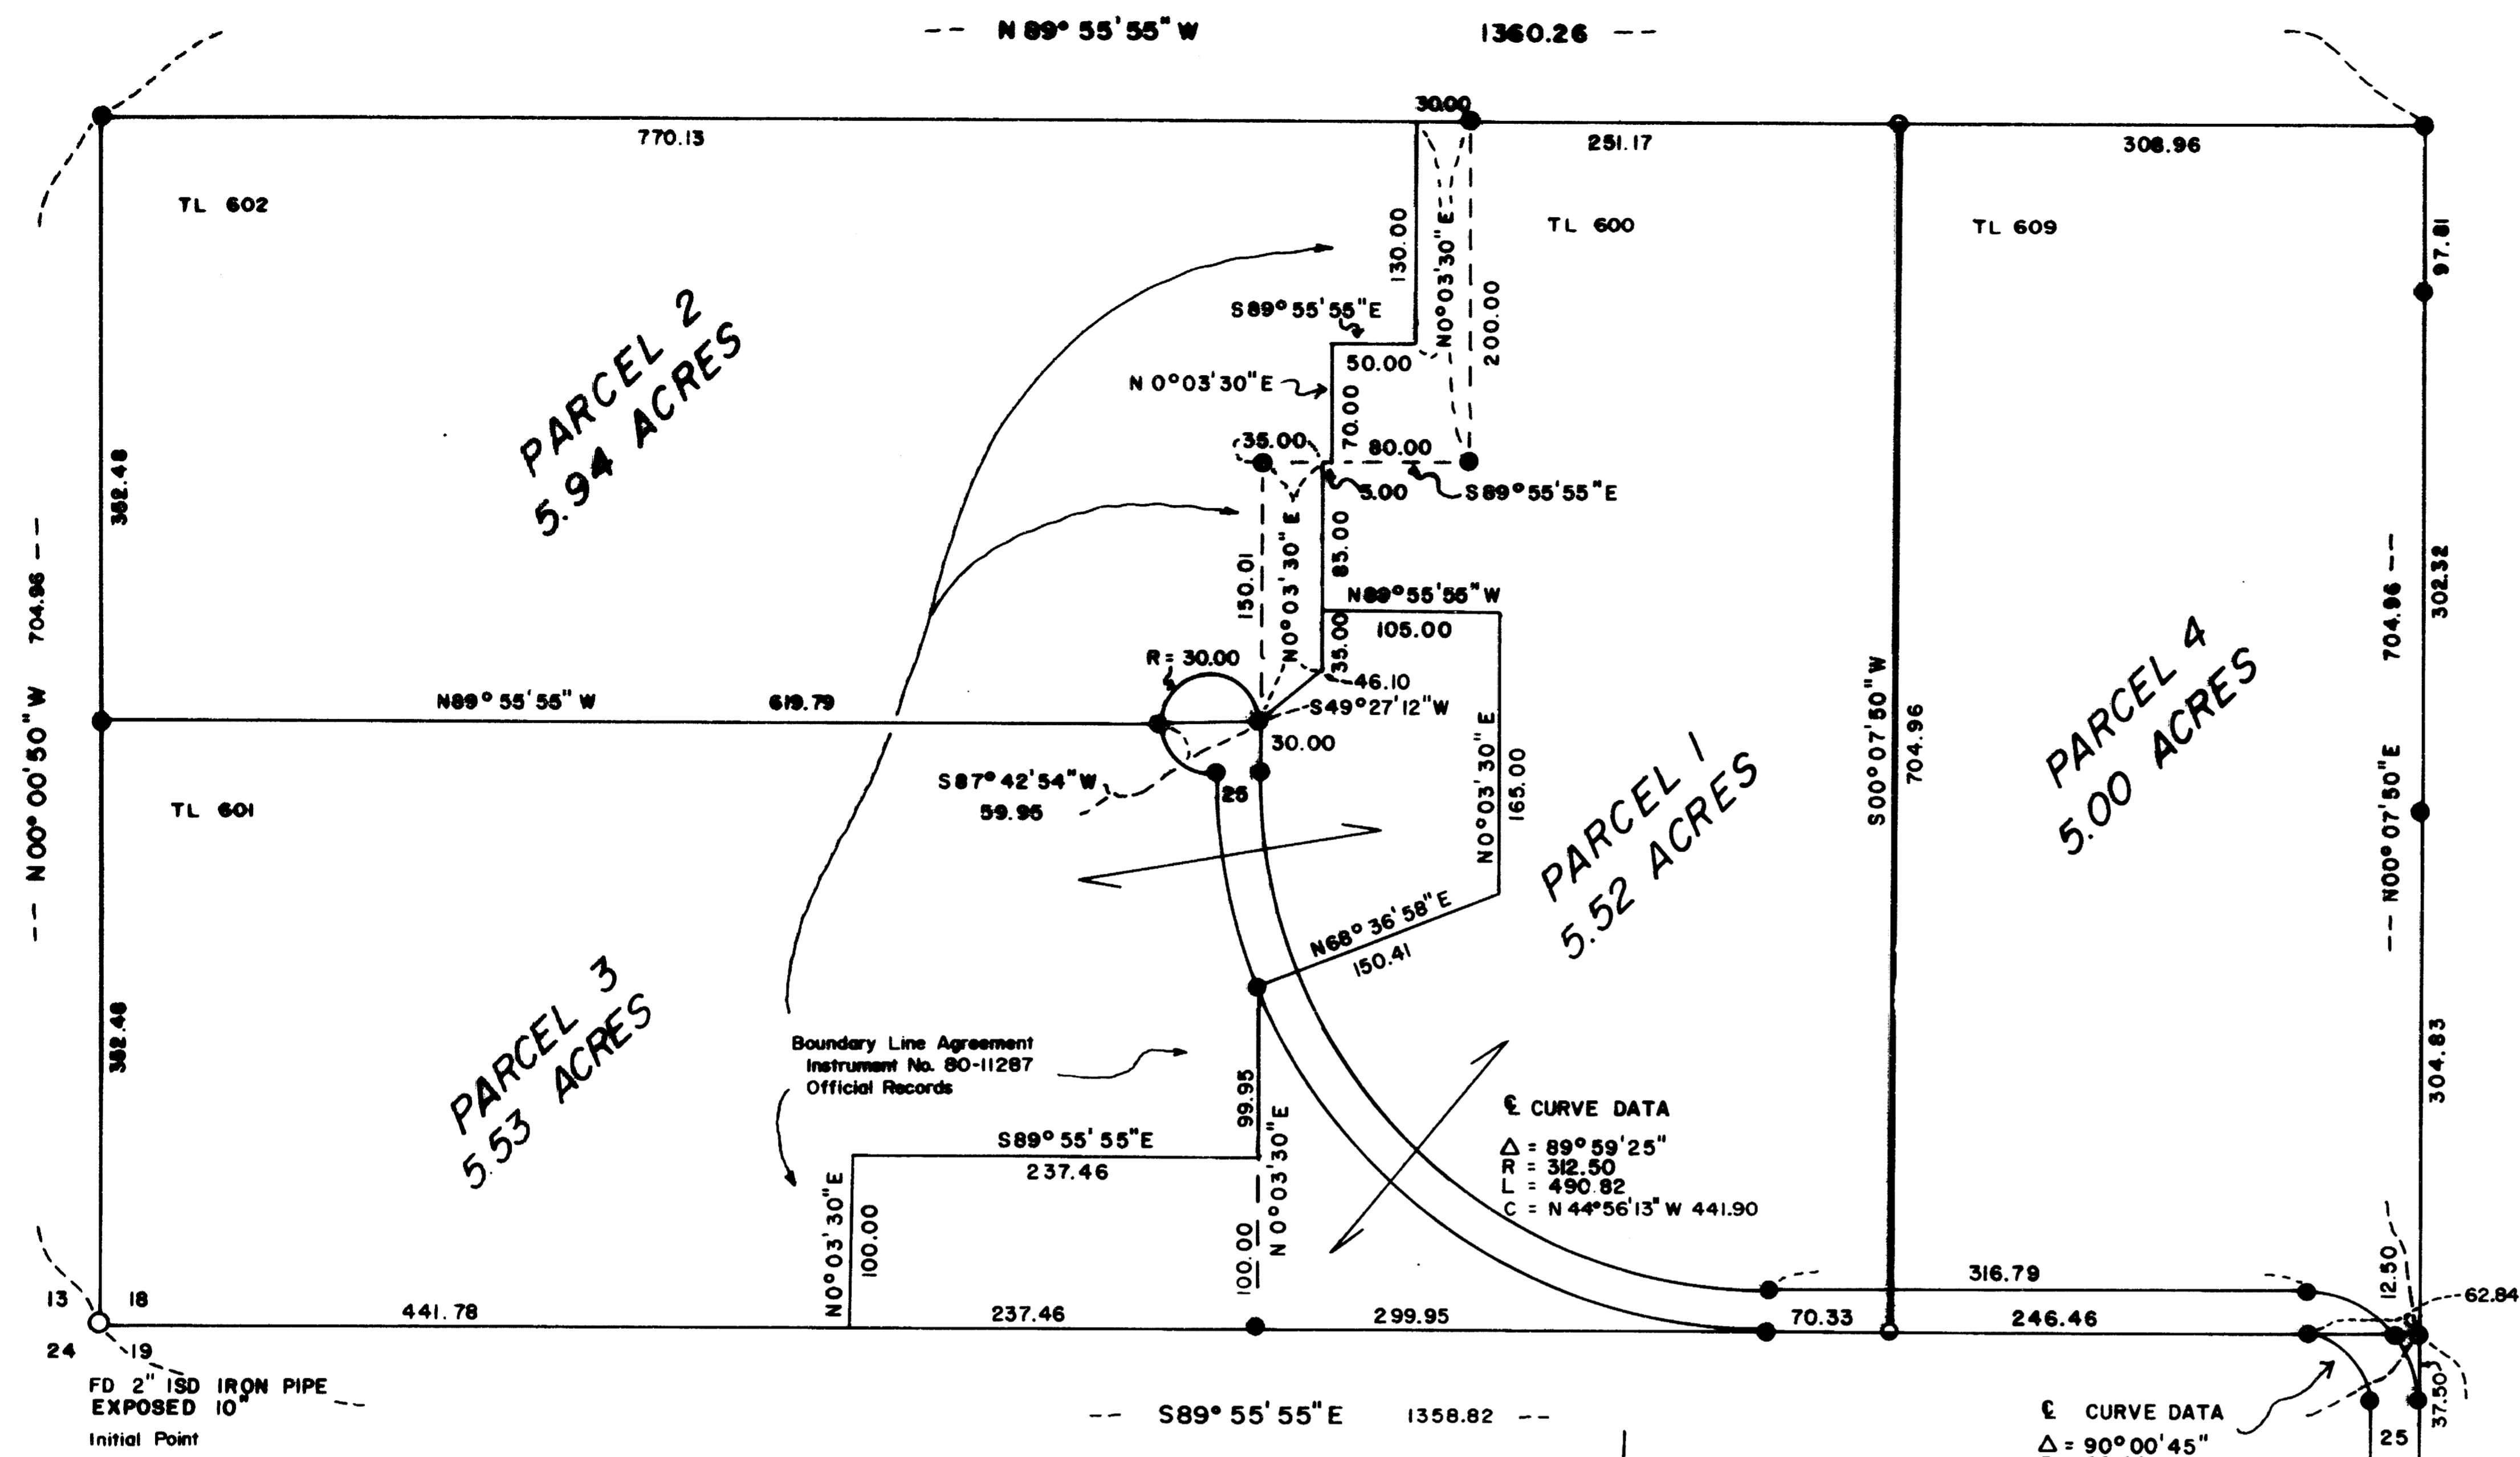 -- N 89° 55' 55" W 1360.26 --
30.00
770.13
251.17
308.96
TL 602
TL 600
TL 609
97.81
130.00
N0°03'30"E
200.00
S89°55'55"E
50.00
N 0°03'30"E
70.00
PARCEL 2
5.94 ACRES
35.00
80.00
5.00
S89°55'55"E
352.48
150.01
N0°03'30"E
85.00
302.32
N89°55'55"W
105.00
35.00
-- N00°00'50"W 704.96 --
-- N00°07'50"E 704.96 --
R = 30.00
46.10
S49°27'12"W
N89°55'55"W 619.79
30.00
S00°07'50"W
704.96
PARCEL 4
5.00 ACRES
N0°03'30"E
165.00
S87°42'54"W
59.95
25
TL 601
PARCEL 1
5.52 ACRES
N68°36'58"E
150.41
PARCEL 3
5.53 ACRES
352.48
304.83
Boundary Line Agreement
Instrument No. 80-11287
Official Records
99.95
N0°03'30"E
S89°55'55"E
237.46
℄ CURVE DATA
Δ = 89°59'25"
R = 312.50
L = 490.82
C = N 44°56'13" W 441.90
N0°03'30"E
100.00
100.00
316.79
12.50
62.84
13 18
441.78
237.46
299.95
70.33
246.46
24 19
FD 2" ISD IRON PIPE
EXPOSED 10"
Initial Point
-- S89°55'55"E 1358.82 --
37.50
25
℄ CURVE DATA
Δ = 90°00'45"